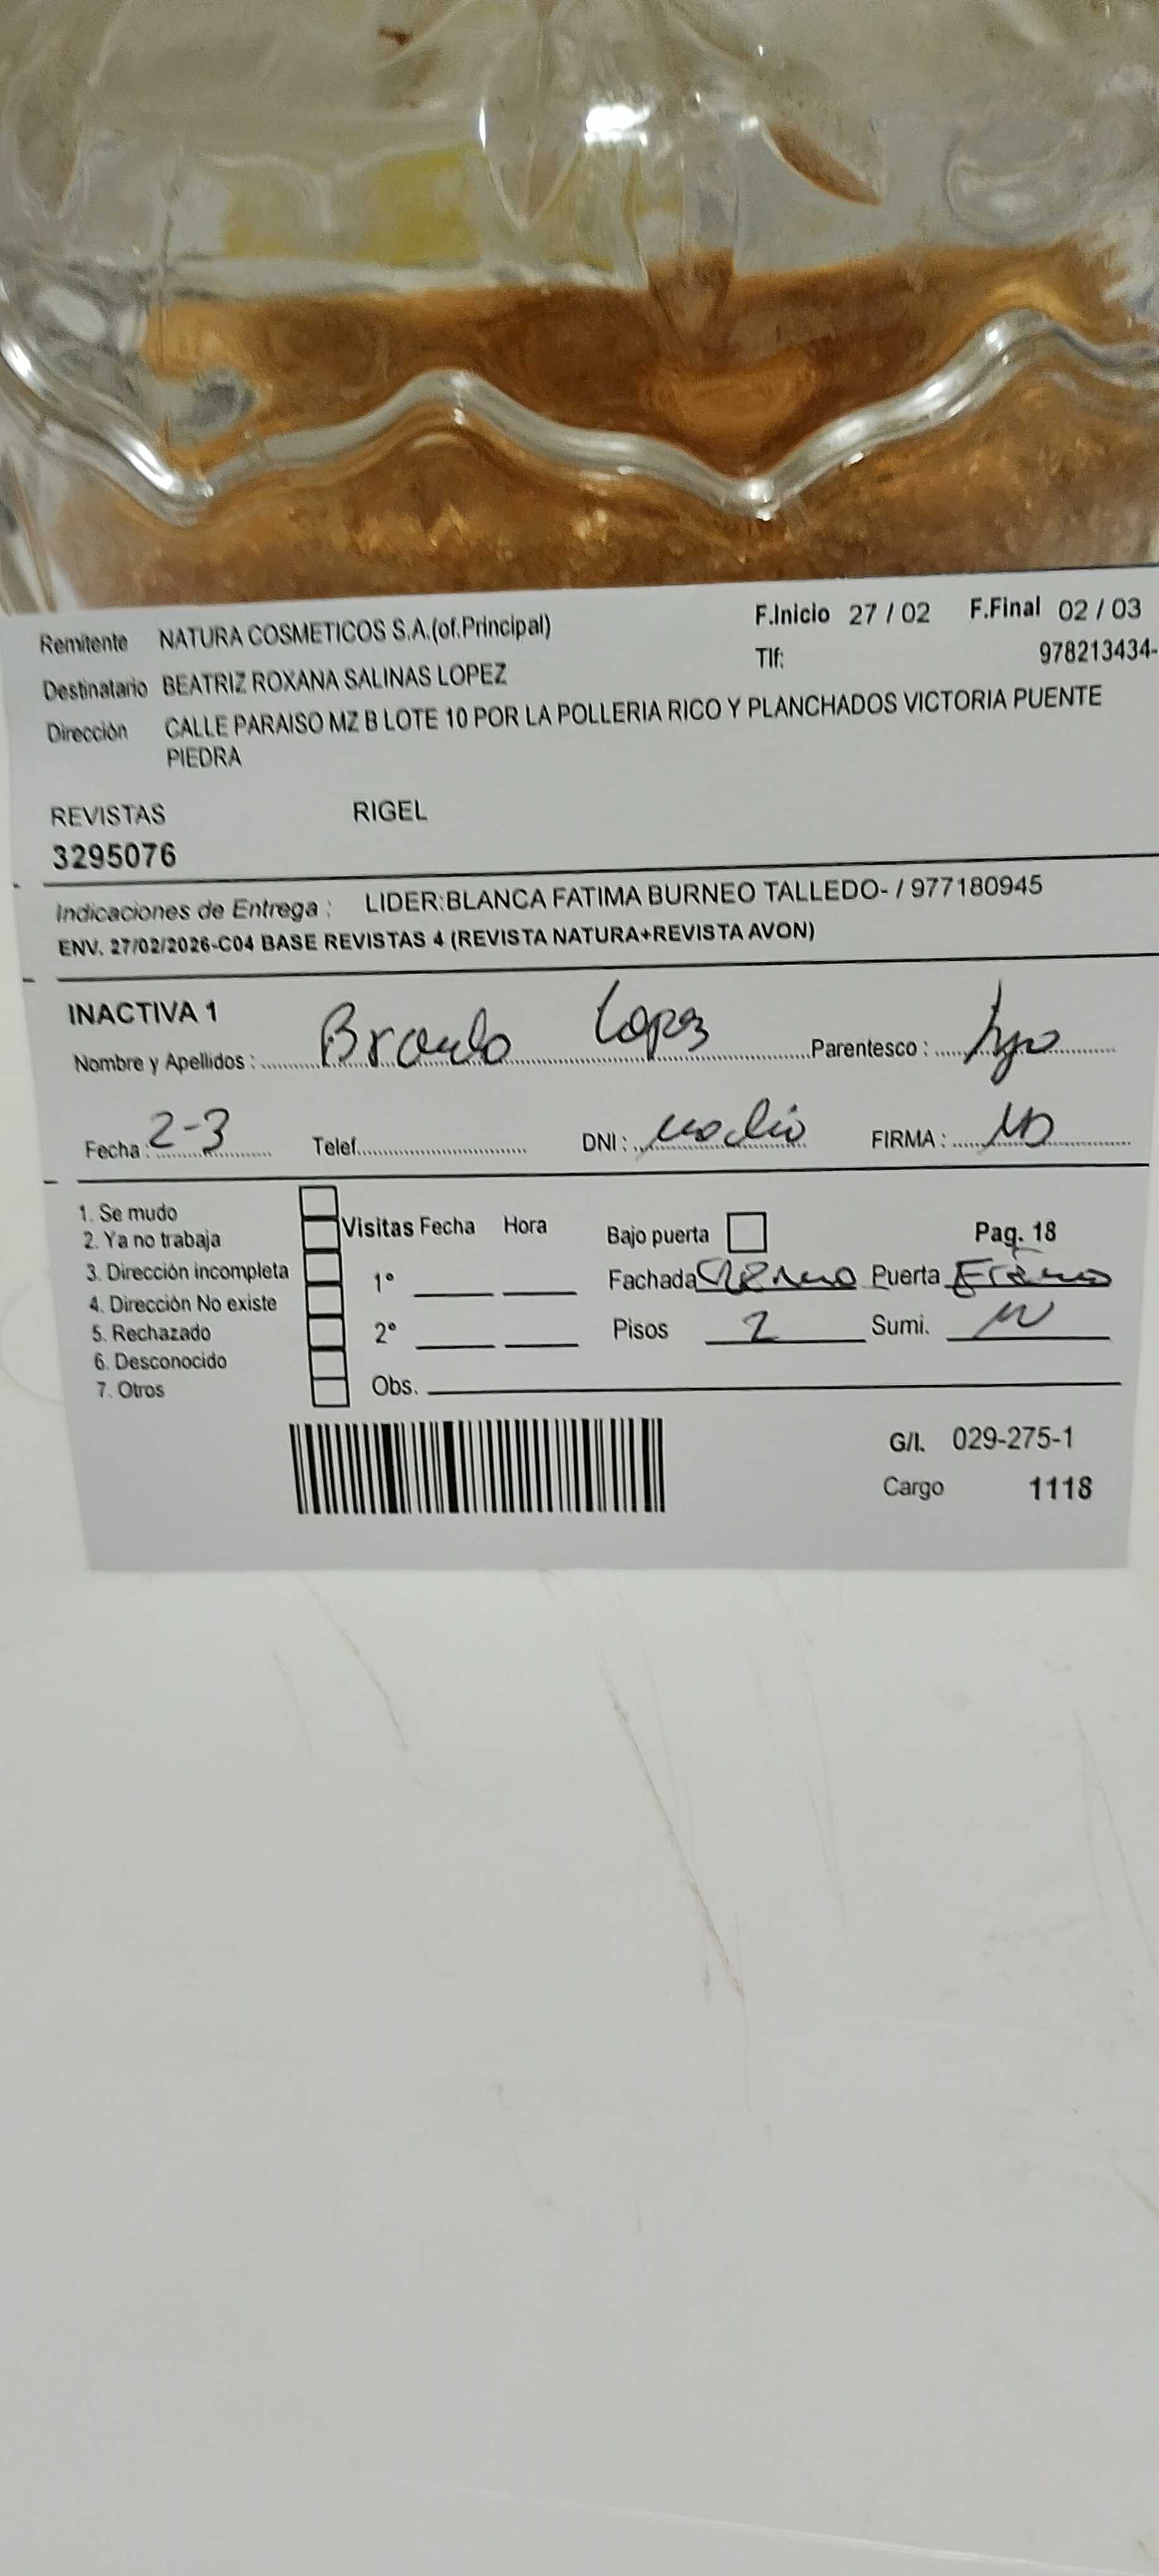 Remitente NATURA COSMETICOS S.A.(of.Principal) F.Inicio 27 / 02 F.Final 02 / 03
Destinatario BEATRIZ ROXANA SALINAS LOPEZ Tlf: 978213434-
Dirección CALLE PARAISO MZ B LOTE 10 POR LA POLLERIA RICO Y PLANCHADOS VICTORIA PUENTE
PIEDRA
REVISTAS RIGEL
3295076
Indicaciones de Entrega : LIDER:BLANCA FATIMA BURNEO TALLEDO- / 977180945
ENV. 27/02/2026-C04 BASE REVISTAS 4 (REVISTA NATURA+REVISTA AVON)
INACTIVA 1
Nombre y Apellidos : Lopez Parentesco :
Fecha : 2-3 Telef. DNI : FIRMA :
1. Se mudo
2. Ya no trabaja Visitas Fecha Hora Bajo puerta Pag. 18
3. Dirección incompleta 1° Fachada Puerta
4. Dirección No existe
5. Rechazado 2° Pisos 2 Sumi.
6. Desconocido
7. Otros Obs.
G/I. 029-275-1
Cargo 1118